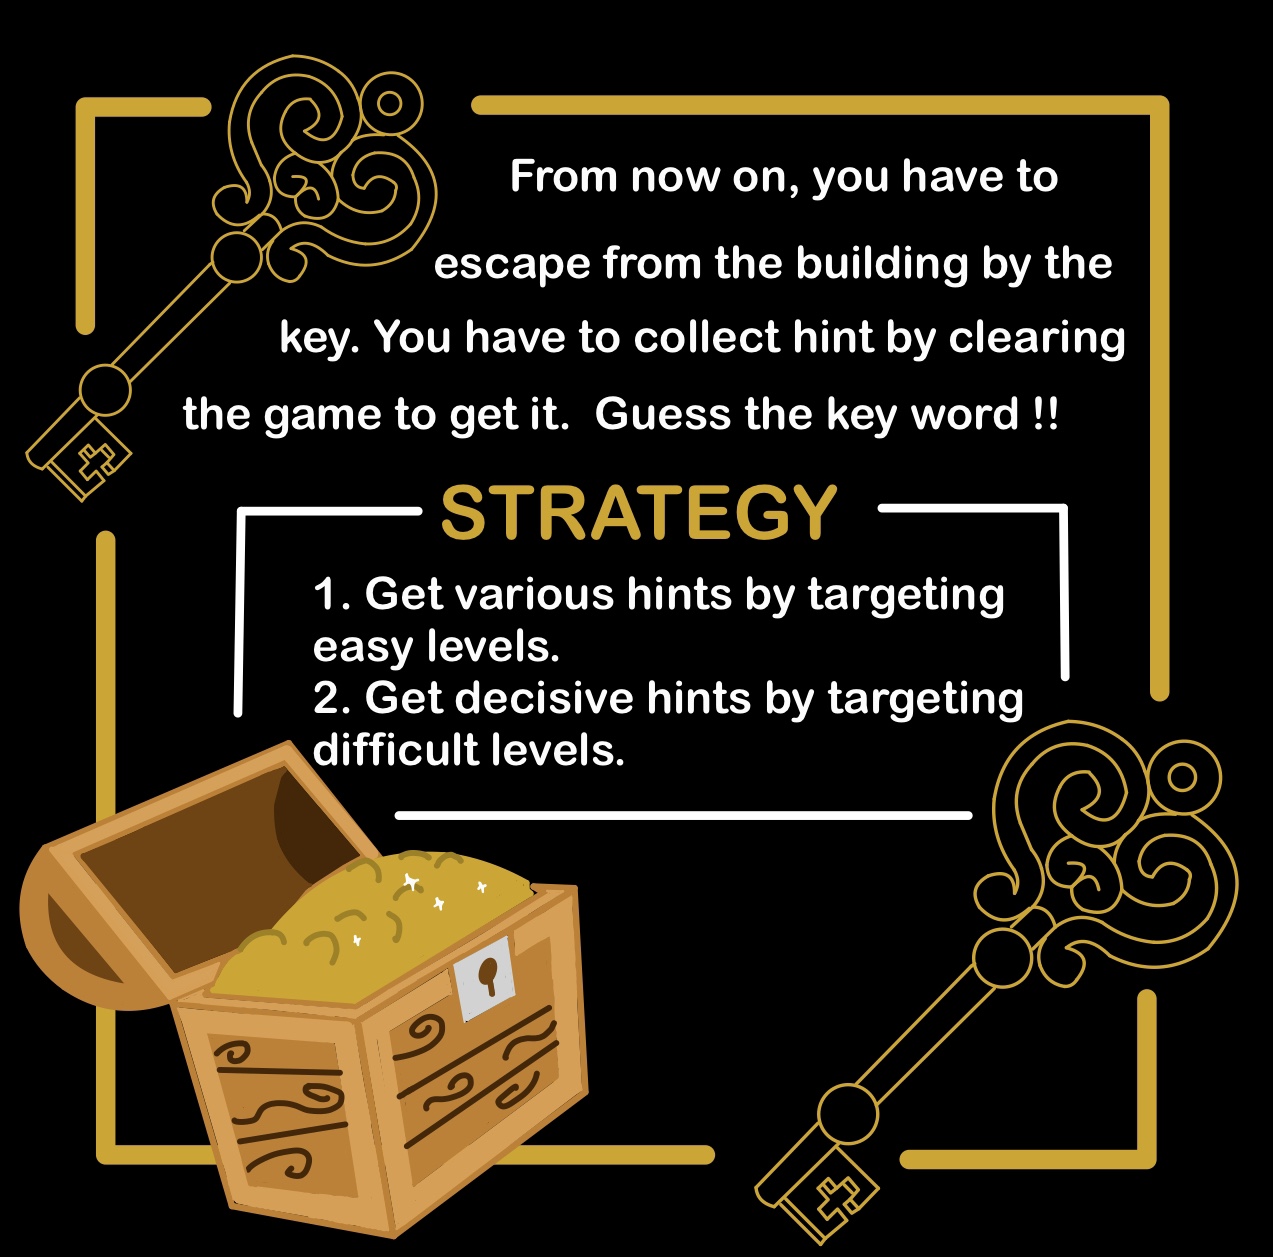 From now on, you have to
escape from the building by the
key. You have to collect hint by clearing
the game to get it.  Guess the key word !!
STRATEGY
1. Get various hints by targeting
easy levels.
2. Get decisive hints by targeting
difficult levels.